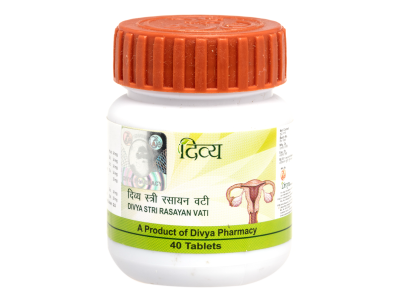 दिव्य
दिव्य स्त्री रसायन वटी
DIVYA STRI RASAYAN VATI
A Product of Divya Pharmacy
40 Tablets